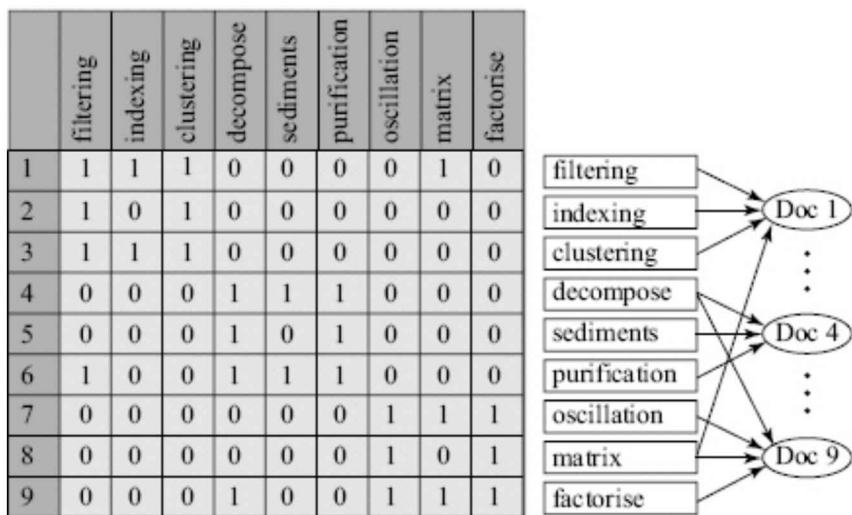 filtering indexing clustering decompose sediments purification oscillation matrix factorise
1 1 1 1 0 0 0 0 1 0
2 1 0 1 0 0 0 0 0 0
3 1 1 1 0 0 0 0 0 0
4 0 0 0 1 1 1 0 0 0
5 0 0 0 1 0 1 0 0 0
6 1 0 0 1 1 1 0 0 0
7 0 0 0 0 0 0 1 1 1
8 0 0 0 0 0 0 1 0 1
9 0 0 0 1 0 0 1 1 1
filtering
indexing
clustering
decompose
sediments
purification
oscillation
matrix
factorise
Doc 1
Doc 4
Doc 9